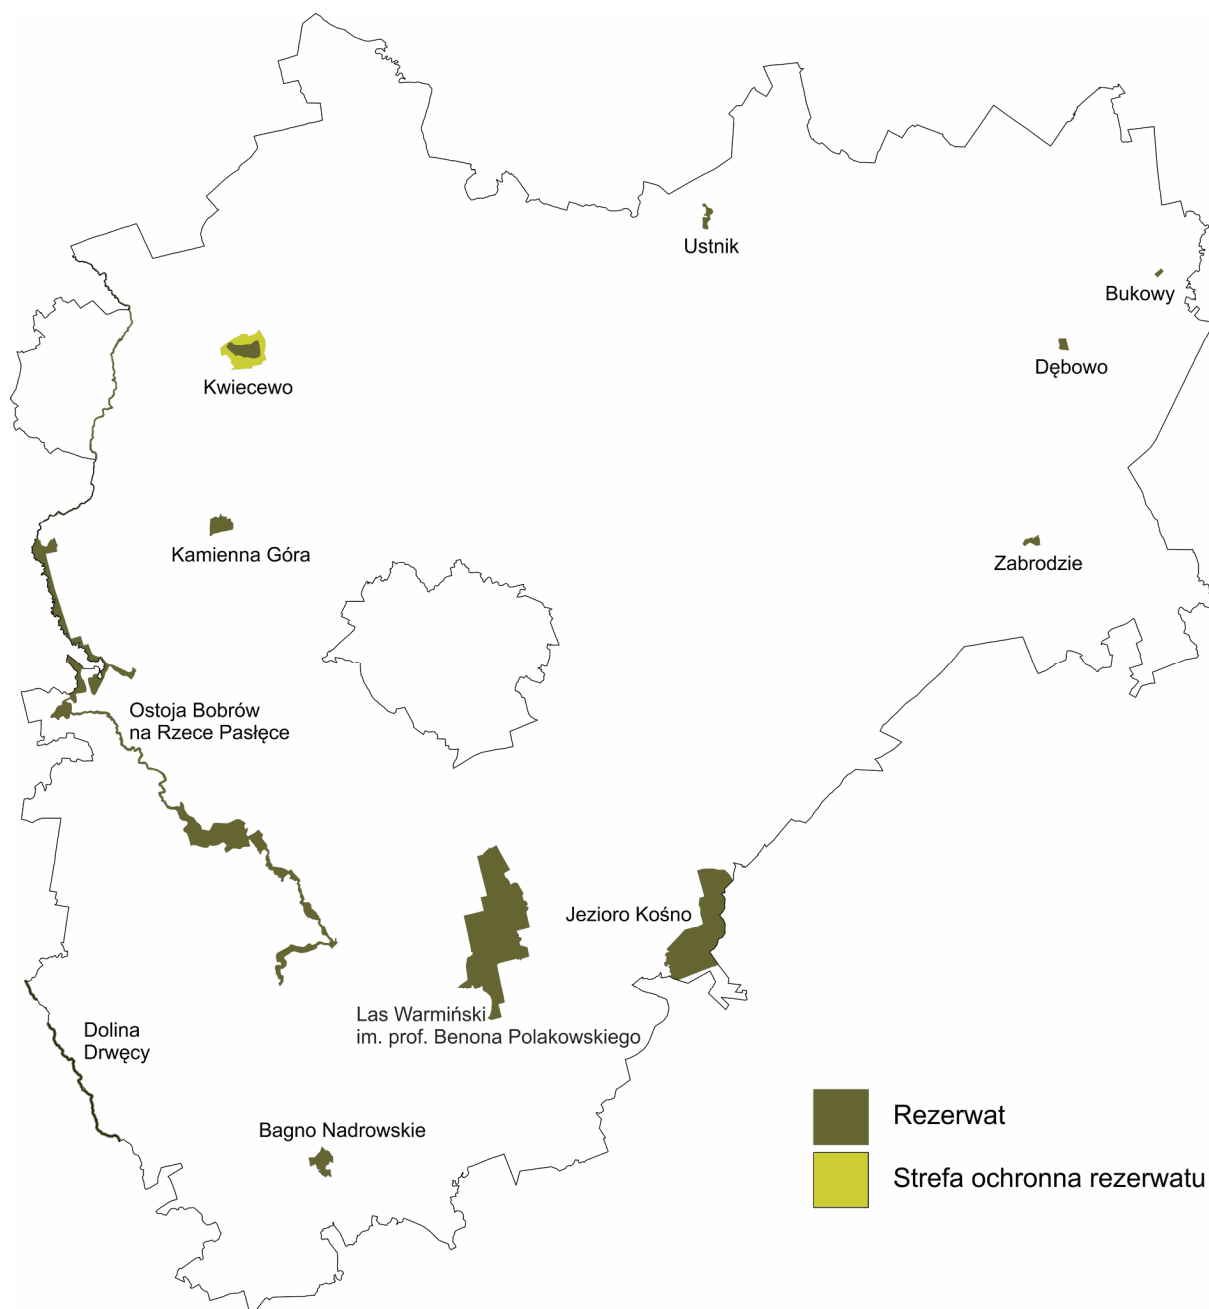 Ustnik
Bukowy
Dębowo
Kwiecewo
Kamienna Góra
Zabrodzie
Ostoja Bobrów
na Rzece Pasłęce
Jezioro Kośno
Las Warmiński
im. prof. Benona Polakowskiego
Dolina
Drwęcy
Bagno Nadrowskie
Rezerwat
Strefa ochronna rezerwatu